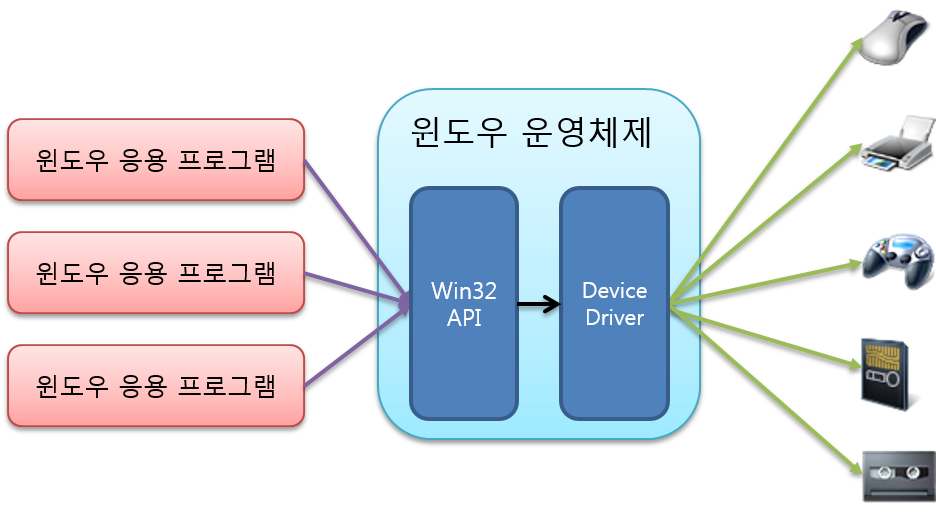 윈도우 운영체제
윈도우 응용 프로그램
윈도우 응용 프로그램
윈도우 응용 프로그램
Win32
API
Device
Driver